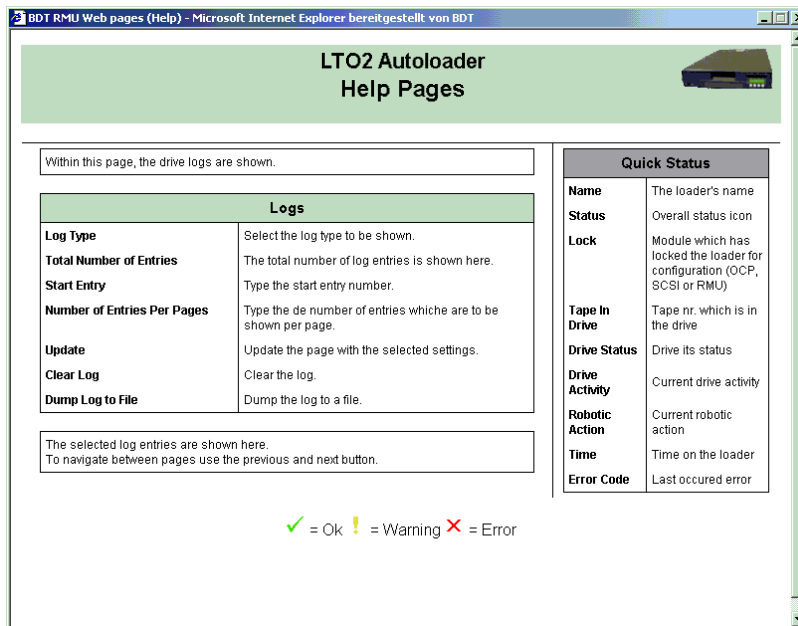 BDT RMU Web pages (Help) - Microsoft Internet Explorer bereitgestellt von BDT
LTO2 Autoloader
Help Pages
Within this page, the drive logs are shown.
Logs
Log Type
Select the log type to be shown.
Total Number of Entries
The total number of log entries is shown here.
Start Entry
Type the start entry number.
Number of Entries Per Pages
Type the de number of entries whiche are to be
shown per page.
Update
Update the page with the selected settings.
Clear Log
Clear the log.
Dump Log to File
Dump the log to a file.
The selected log entries are shown here.
To navigate between pages use the previous and next button.
Quick Status
Name
The loader's name
Status
Overall status icon
Lock
Module which has
locked the loader for
configuration (OCP,
SCSI or RMU)
Tape In
Drive
Tape nr. which is in
the drive
Drive Status
Drive its status
Drive
Activity
Current drive activity
Robotic
Action
Current robotic
action
Time
Time on the loader
Error Code
Last occured error
= Ok ! = Warning = Error